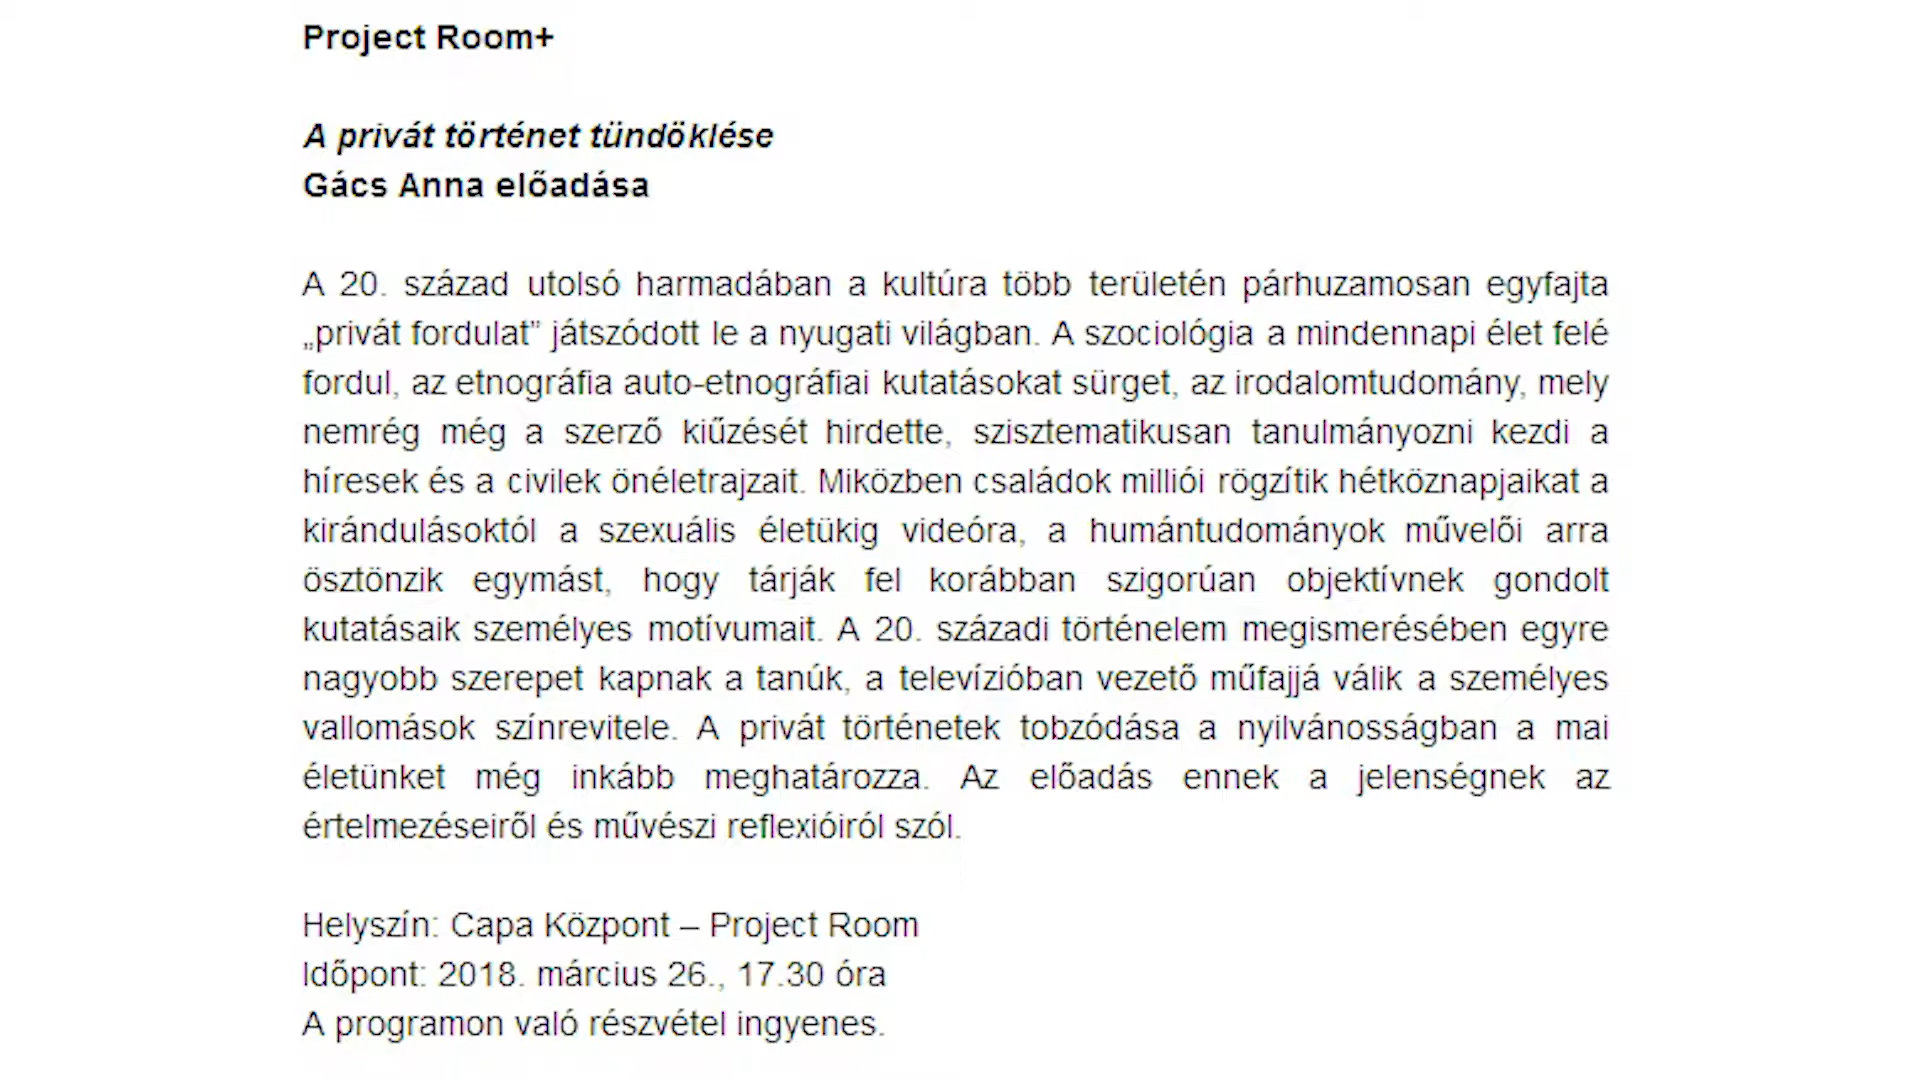 Project Room+
A privát történet tündöklése
Gács Anna előadása
A 20. század utolsó harmadában a kultúra több területén párhuzamosan egyfajta
„privát fordulat” játszódott le a nyugati világban. A szociológia a mindennapi élet felé
fordul, az etnográfia auto-etnográfiai kutatásokat sürget, az irodalomtudomány, mely
nemrég még a szerző kiűzését hirdette, szisztematikusan tanulmányozni kezdi a
híresek és a civilek önéletrajzait. Miközben családok milliói rögzítik hétköznapjaikat a
kirándulásoktól a szexuális életükig videóra, a humántudományok művelői arra
ösztönzik egymást, hogy tárják fel korábban szigorúan objektívnek gondolt
kutatásaik személyes motívumait. A 20. századi történelem megismerésében egyre
nagyobb szerepet kapnak a tanúk, a televízióban vezető műfajjá válik a személyes
vallomások színrevitele. A privát történetek tobzódása a nyilvánosságban a mai
életünket még inkább meghatározza. Az előadás ennek a jelenségnek az
értelmezéseiről és művészi reflexióiról szól.
Helyszín: Capa Központ – Project Room
Időpont: 2018. március 26., 17.30 óra
A programon való részvétel ingyenes.